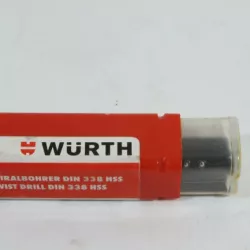 WÜRTH
IRALBOHRER DIN 338 HSS
WIST DRILL DIN 338 HSS